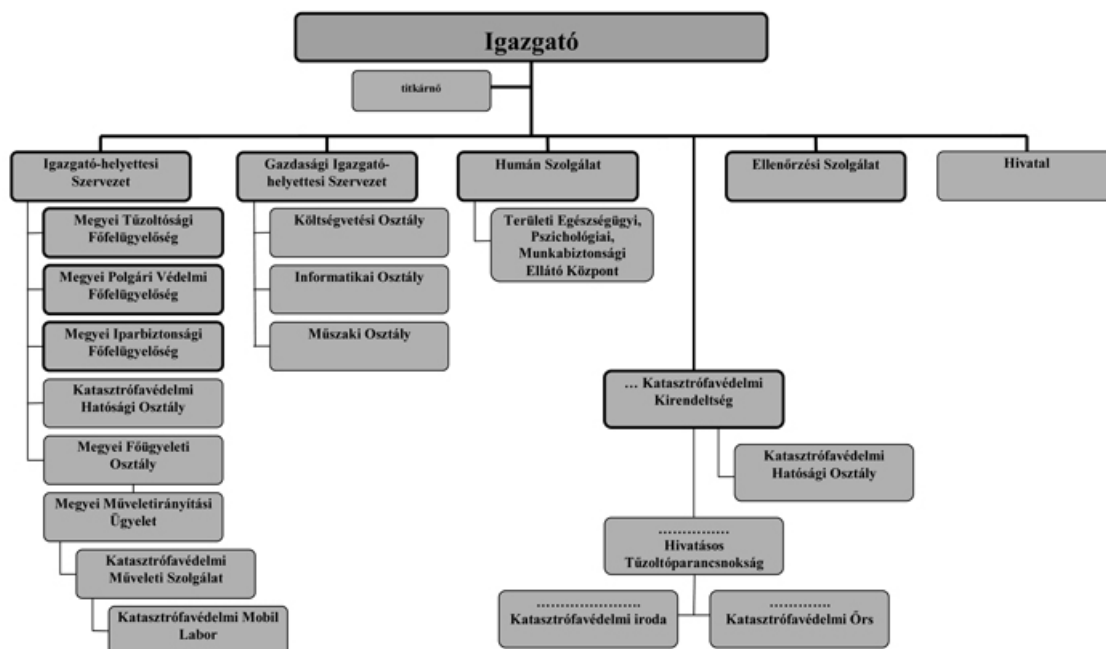 Igazgató
titkárnő
Igazgató-helyettesi
Szervezet
Megyei Tűzoltósági
Főfelügyelőség
Megyei Polgári Védelmi
Főfelügyelőség
Megyei Iparbiztonsági
Főfelügyelőség
Katasztrófavédelmi
Hatósági Osztály
Megyei Főügyeleti
Osztály
Megyei Műveletirányítási
Ügyelet
Katasztrófavédelmi
Műveleti Szolgálat
Katasztrófavédelmi Mobil
Labor
Gazdasági Igazgató-
helyettesi Szervezet
Költségvetési Osztály
Informatikai Osztály
Műszaki Osztály
Humán Szolgálat
Területi Egészségügyi,
Pszichológiai,
Munkabiztonsági
Ellátó Központ
... Katasztrófavédelmi
Kirendeltség
Katasztrófavédelmi
Hatósági Osztály
...............
Hivatásos
Tűzoltóparancsnokság
......................
Katasztrófavédelmi iroda
.............
Katasztrófavédelmi Őrs
Ellenőrzési Szolgálat
Hivatal